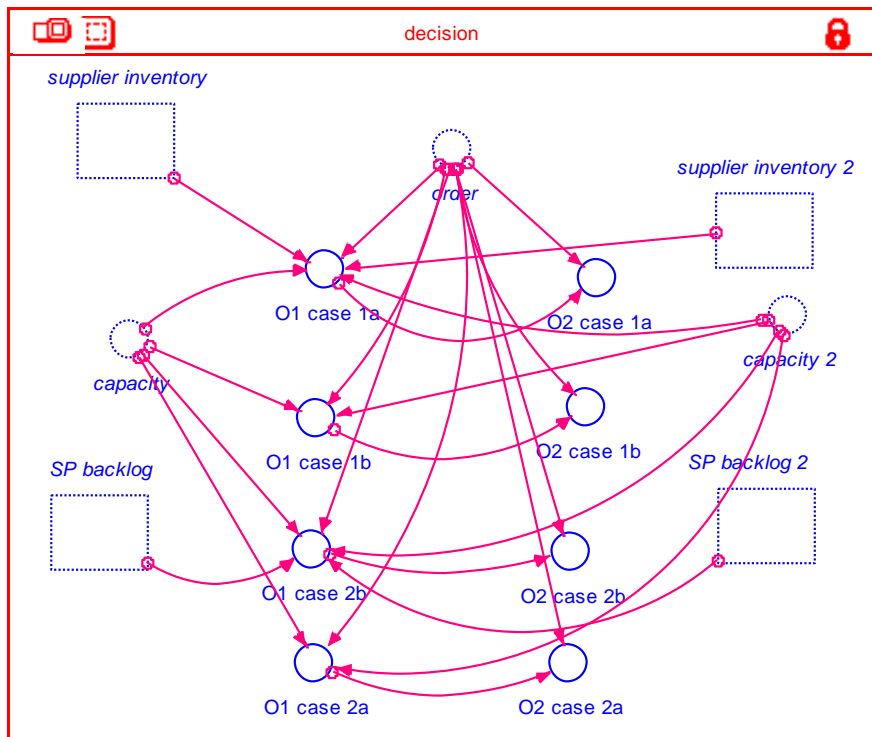 decision
supplier inventory
order
supplier inventory 2
O1 case 1a
O2 case 1a
capacity
capacity 2
O1 case 1b
O2 case 1b
SP backlog
SP backlog 2
O1 case 2b
O2 case 2b
O1 case 2a
O2 case 2a